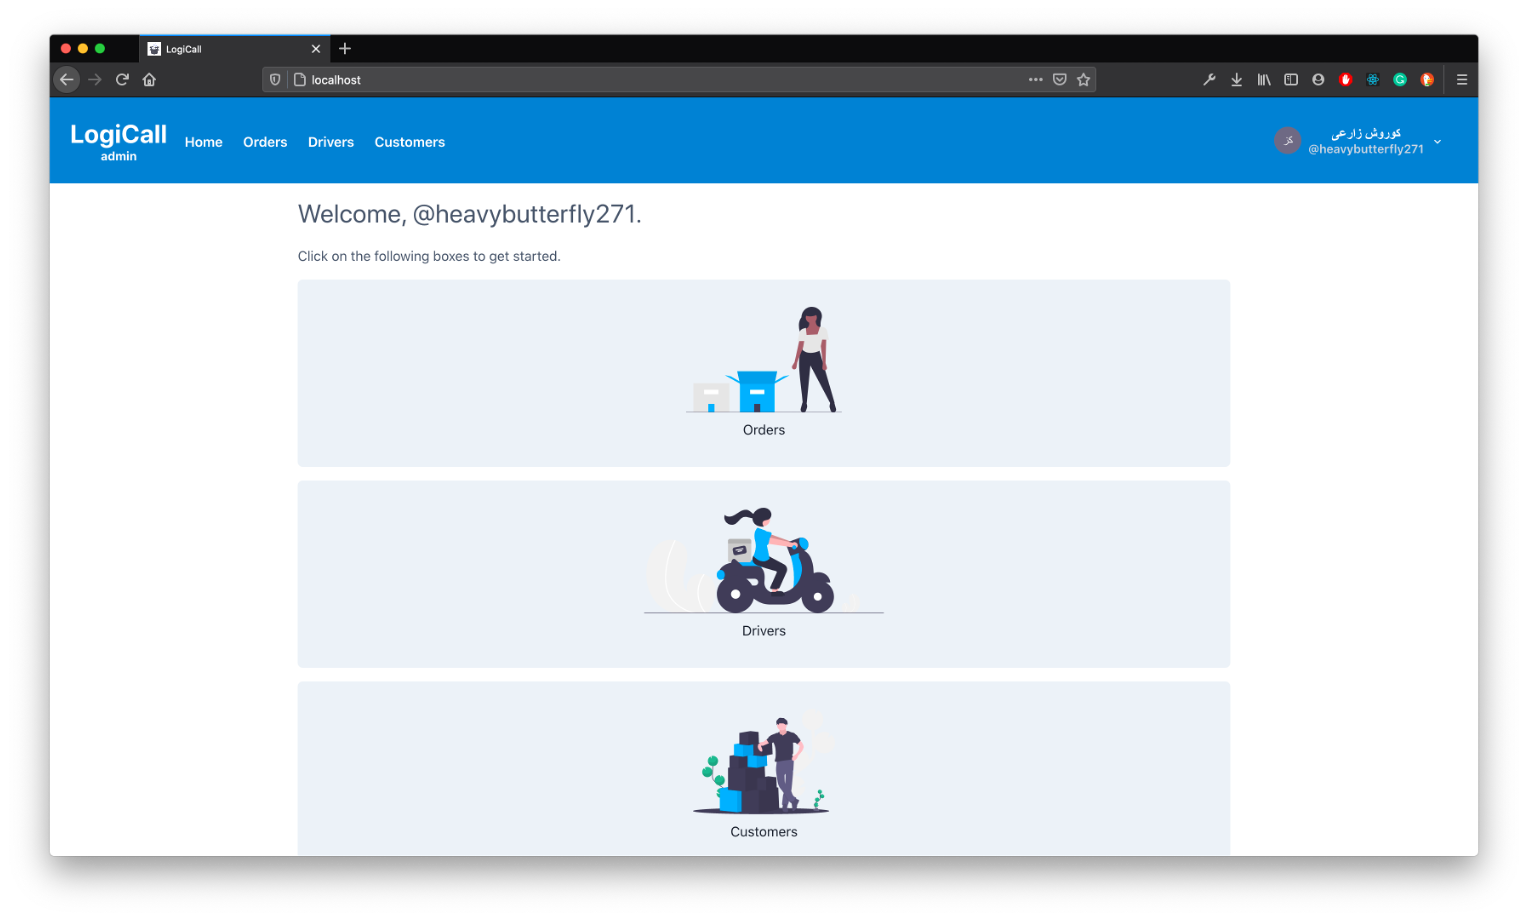 LogiCall
localhost
LogiCall
admin
Home
Orders
Drivers
Customers
کز
کوروش زارعی
@heavybutterfly271
Welcome, @heavybutterfly271.
Click on the following boxes to get started.
Orders
Drivers
Customers